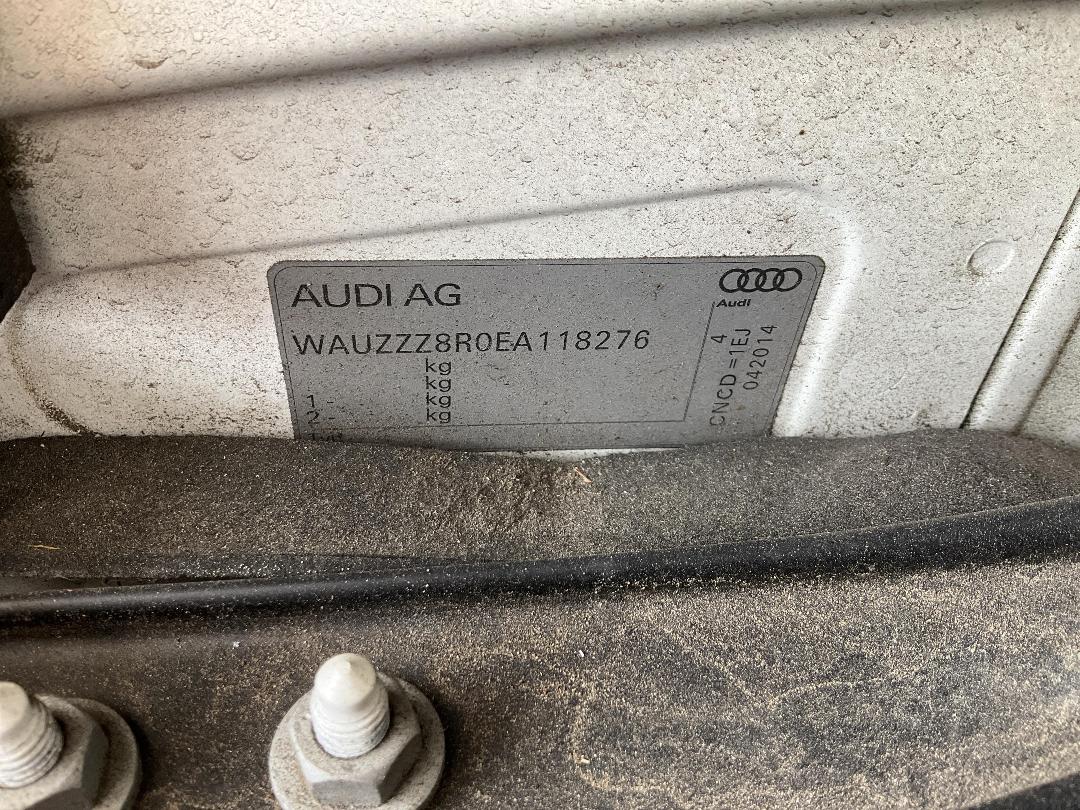 AUDI AG
Audi
WAUZZZ8R0EA118276
kg
kg
1 - kg
2 - kg
4
CNCD =1EJ
042014